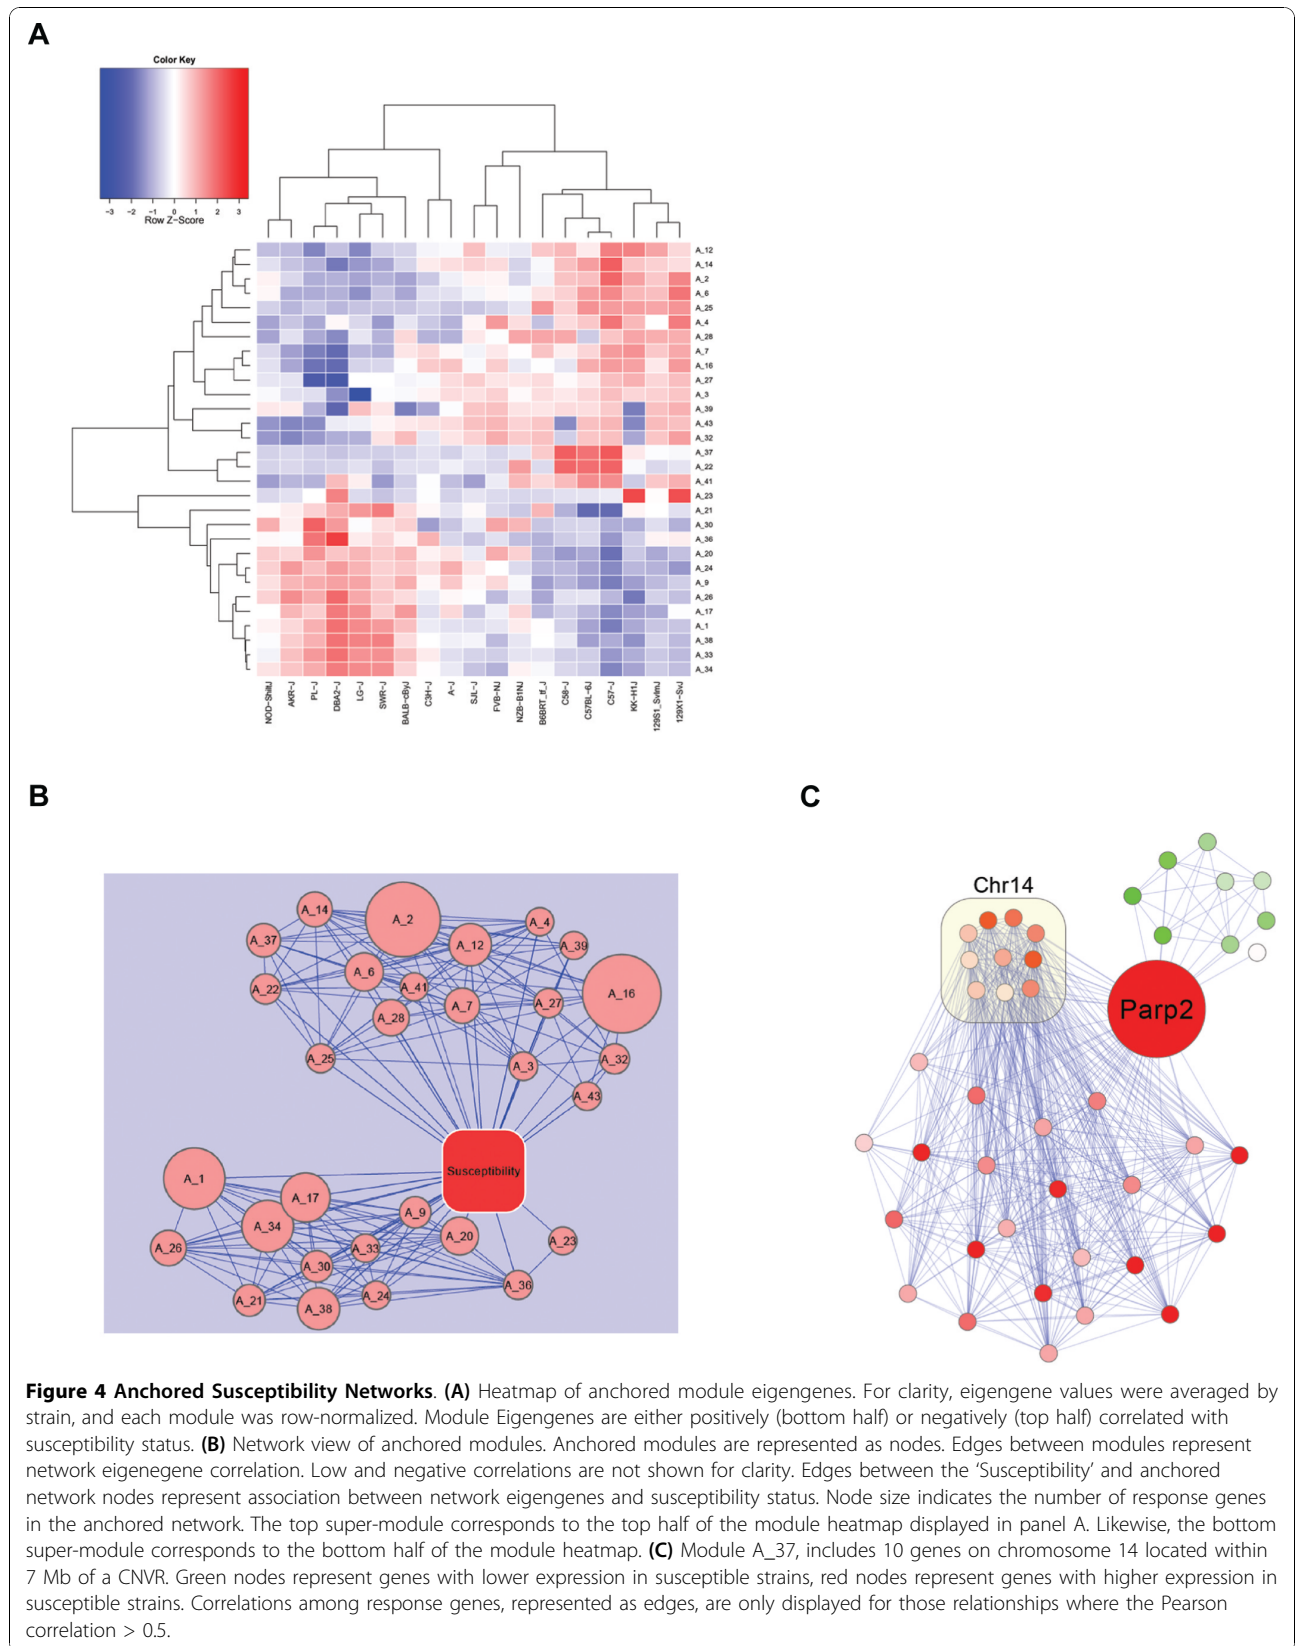 A
Color Key
−3 −2 −1 0 1 2 3
Row Z−Score
A_12
A_14
A_2
A_6
A_25
A_4
A_28
A_7
A_16
A_27
A_3
A_39
A_43
A_32
A_37
A_22
A_41
A_23
A_21
A_30
A_36
A_20
A_24
A_9
A_26
A_17
A_1
A_38
A_33
A_34
NOD−ShiltJ
AKR−J
PL−J
DBA2−J
LG−J
SWR−J
BALB−cByJ
C3H−J
A−J
SJL−J
FVB−NJ
NZB−B1NJ
B6BRT_tf_J
C58−J
C57BL−6J
C57−J
KK−H1J
129S1_SvImJ
129X1−SvJ
B
A_14
A_2
A_4
A_37
A_12
A_39
A_6
A_41
A_22
A_16
A_7
A_27
A_28
A_25
A_3
A_32
A_43
Susceptibility
A_1
A_17
A_9
A_34
A_20
A_26
A_33
A_23
A_30
A_36
A_21
A_38
A_24
C
Chr14
Parp2
Figure 4 Anchored Susceptibility Networks. (A) Heatmap of anchored module eigengenes. For clarity, eigengene values were averaged by
strain, and each module was row-normalized. Module Eigengenes are either positively (bottom half) or negatively (top half) correlated with
susceptibility status. (B) Network view of anchored modules. Anchored modules are represented as nodes. Edges between modules represent
network eigenegene correlation. Low and negative correlations are not shown for clarity. Edges between the ‘Susceptibility’ and anchored
network nodes represent association between network eigengenes and susceptibility status. Node size indicates the number of response genes
in the anchored network. The top super-module corresponds to the top half of the module heatmap displayed in panel A. Likewise, the bottom
super-module corresponds to the bottom half of the module heatmap. (C) Module A_37, includes 10 genes on chromosome 14 located within
7 Mb of a CNVR. Green nodes represent genes with lower expression in susceptible strains, red nodes represent genes with higher expression in
susceptible strains. Correlations among response genes, represented as edges, are only displayed for those relationships where the Pearson
correlation > 0.5.